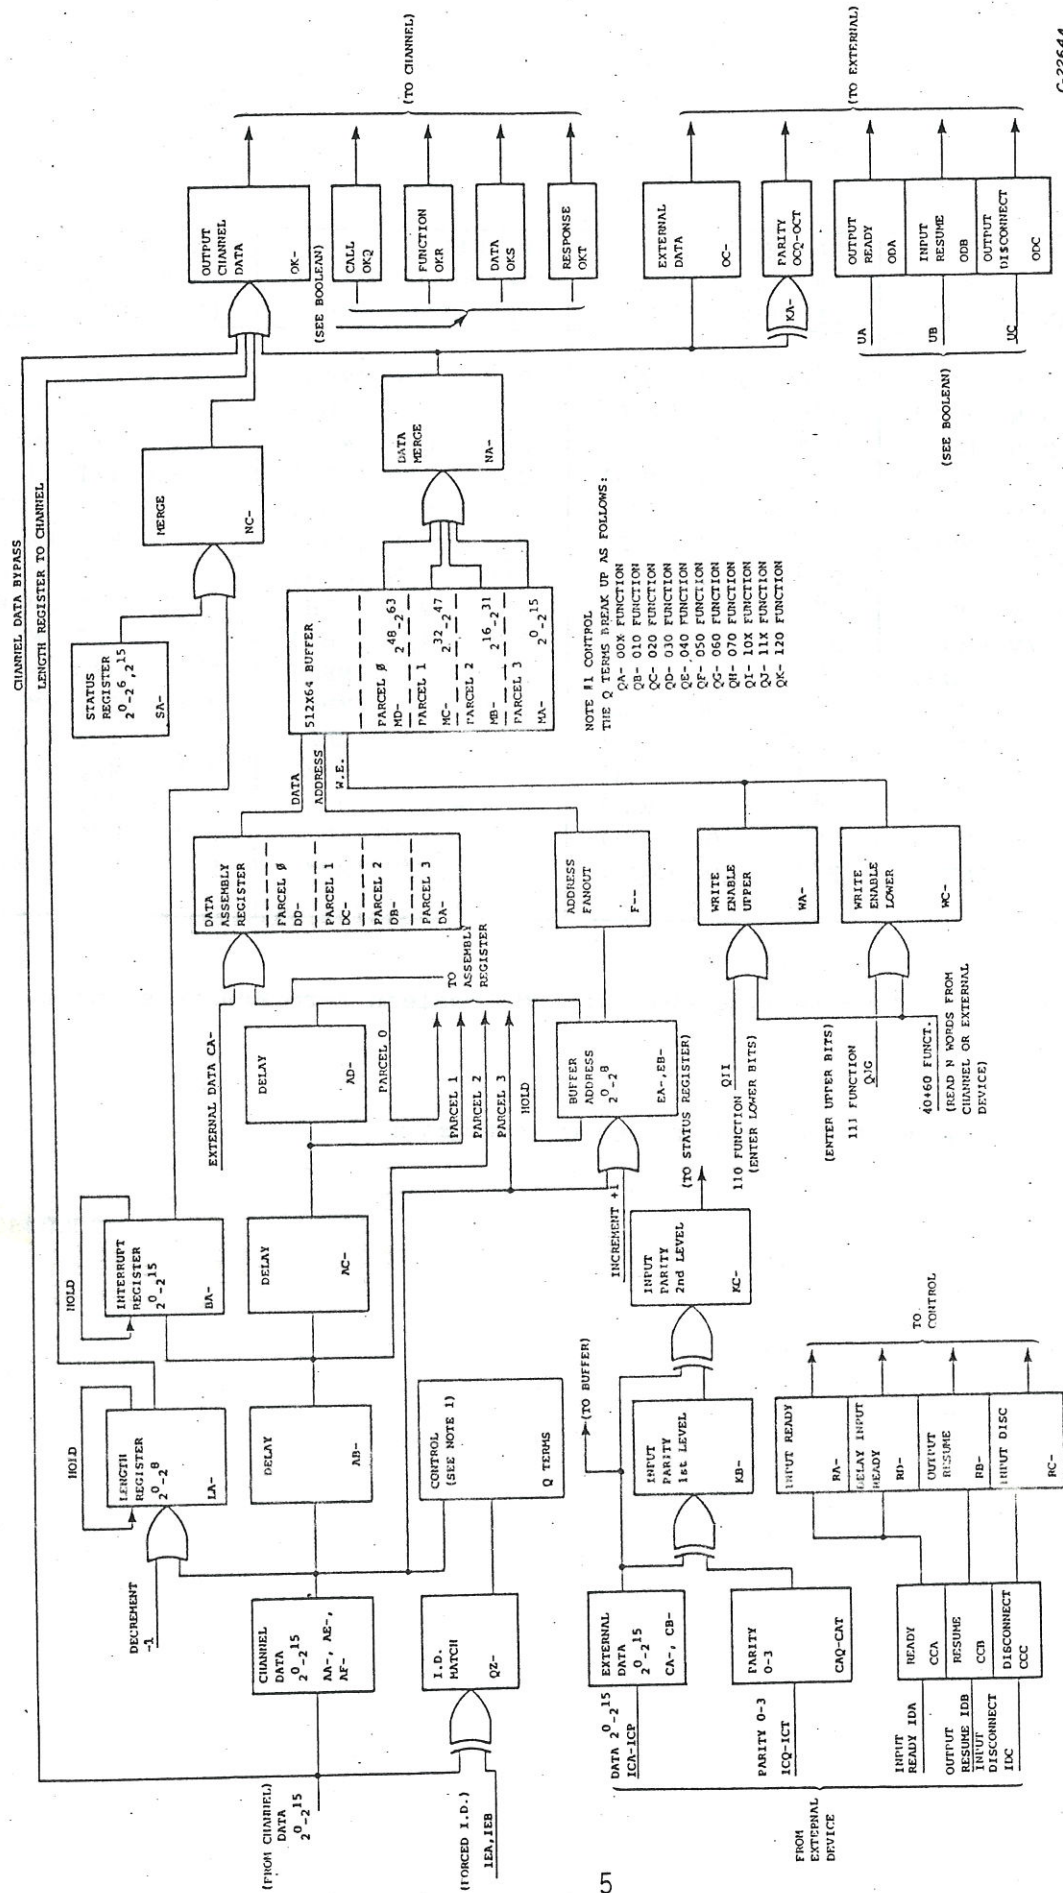 CHANNEL DATA BYPASS
LENGTH REGISTER TO CHANNEL
(FROM CHANNEL)
DATA
2^0-2^15
(FORCED I.D.)
IEA,IEB
DECREMENT
-1
HOLD
LENGTH
REGISTER
2^0-2^8
LA-
HOLD
INTERRUPT
REGISTER
2^0-2^15
BA-
CHANNEL
DATA
2^0-2^15
AA-, AE-,
AF-
DELAY
AB-
DELAY
AC-
DELAY
AD-
I.D.
MATCH
QZ-
CONTROL
(SEE NOTE 1)
Q TERMS
EXTERNAL DATA CA-
PARCEL 0
PARCEL 1
PARCEL 2
PARCEL 3
TO
ASSEMBLY
REGISTER
STATUS
REGISTER
2^0-2^6,2^15
SA-
MERGE
NC-
DATA
ASSEMBLY
REGISTER
PARCEL Ø
DD-
PARCEL 1
DC-
PARCEL 2
DB-
PARCEL 3
DA-
DATA
ADDRESS
W.E.
512X64 BUFFER
PARCEL Ø
MD- 2^48-2^63
PARCEL 1
MC- 2^32-2^47
PARCEL 2
MB- 2^16-2^31
PARCEL 3
MA- 2^0-2^15
DATA
MERGE
NA-
HOLD
BUFFER
ADDRESS
2^0-2^8
EA-,EB-
INCREMENT +1
ADDRESS
FANOUT
F--
OUTPUT
CHANNEL
DATA
OK-
(SEE BOOLEAN)
CALL
OKQ
FUNCTION
OKR
DATA
OKS
RESPONSE
OKT
(TO CHANNEL)
EXTERNAL
DATA
OC-
KA-
PARITY
OCQ-OCT
UA
UB
UC
(SEE BOOLEAN)
OUTPUT
READY
ODA
INPUT
RESUME
ODB
OUTPUT
DISCONNECT
ODC
(TO EXTERNAL)
NOTE #1 CONTROL
THE Q TERMS BREAK UP AS FOLLOWS:
QA- 00X FUNCTION
QB- 010 FUNCTION
QC- 020 FUNCTION
QD- 030 FUNCTION
QE- 040 FUNCTION
QF- 050 FUNCTION
QG- 060 FUNCTION
QH- 070 FUNCTION
QI- 10X FUNCTION
QJ- 11X FUNCTION
QK- 120 FUNCTION
FROM
EXTERNAL
DEVICE
DATA 2^0-2^15
ICA-ICP
PARITY 0-3
ICQ-ICT
INPUT
READY IDA
OUTPUT
RESUME IDB
INPUT
DISCONNECT
IDC
EXTERNAL
DATA
2^0-2^15
CA-, CB-
PARITY
0-3
CAQ-CAT
READY
CCA
RESUME
CCB
DISCONNECT
CCC
(TO BUFFER)
INPUT
PARITY
1st LEVEL
KB-
INPUT
PARITY
2nd LEVEL
KC-
(TO STATUS REGISTER)
INPUT READY
RA-
DELAY INPUT
READY
RD-
OUTPUT
RESUME
RB-
INPUT DISC
RC-
TO
CONTROL
QII
110 FUNCTION
(ENTER LOWER BITS)
(ENTER UPPER BITS)
111 FUNCTION
QJG
40+60 FUNCT.
(READ N WORDS FROM
CHANNEL OR EXTERNAL
DEVICE)
WRITE
ENABLE
UPPER
WA-
WRITE
ENABLE
LOWER
WC-
5